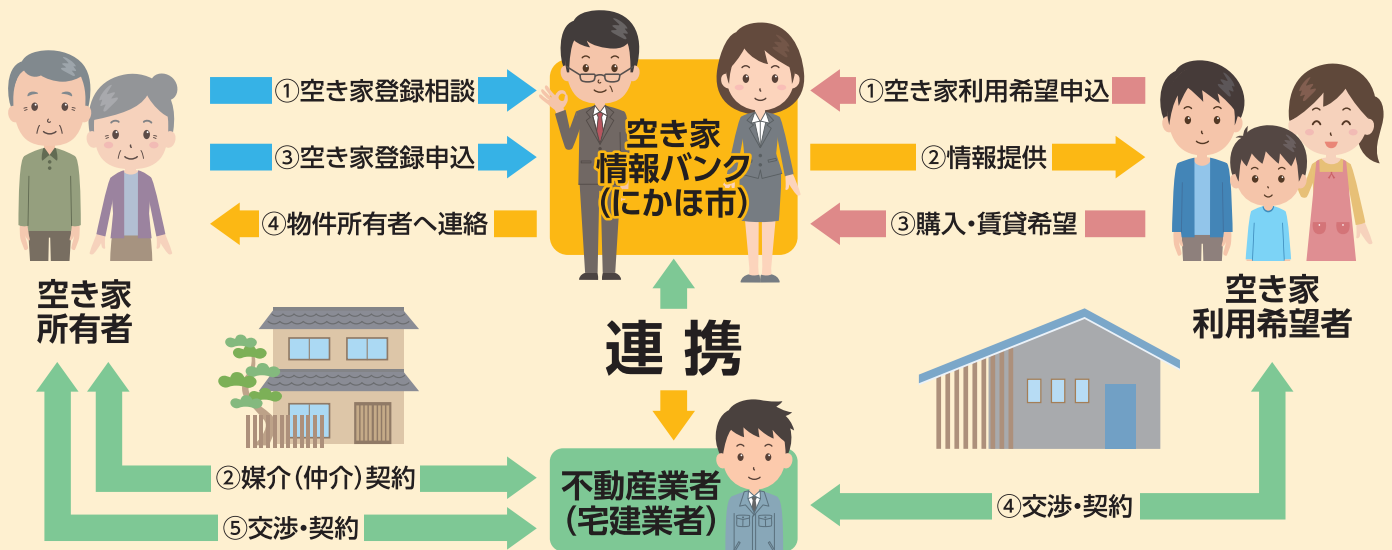 ①空き家登録相談
③空き家登録申込
④物件所有者へ連絡
空き家
情報バンク
(にかほ市)
①空き家利用希望申込
②情報提供
③購入・賃貸希望
空き家
所有者
空き家
利用希望者
連携
②媒介(仲介)契約
⑤交渉・契約
不動産業者
(宅建業者)
④交渉・契約